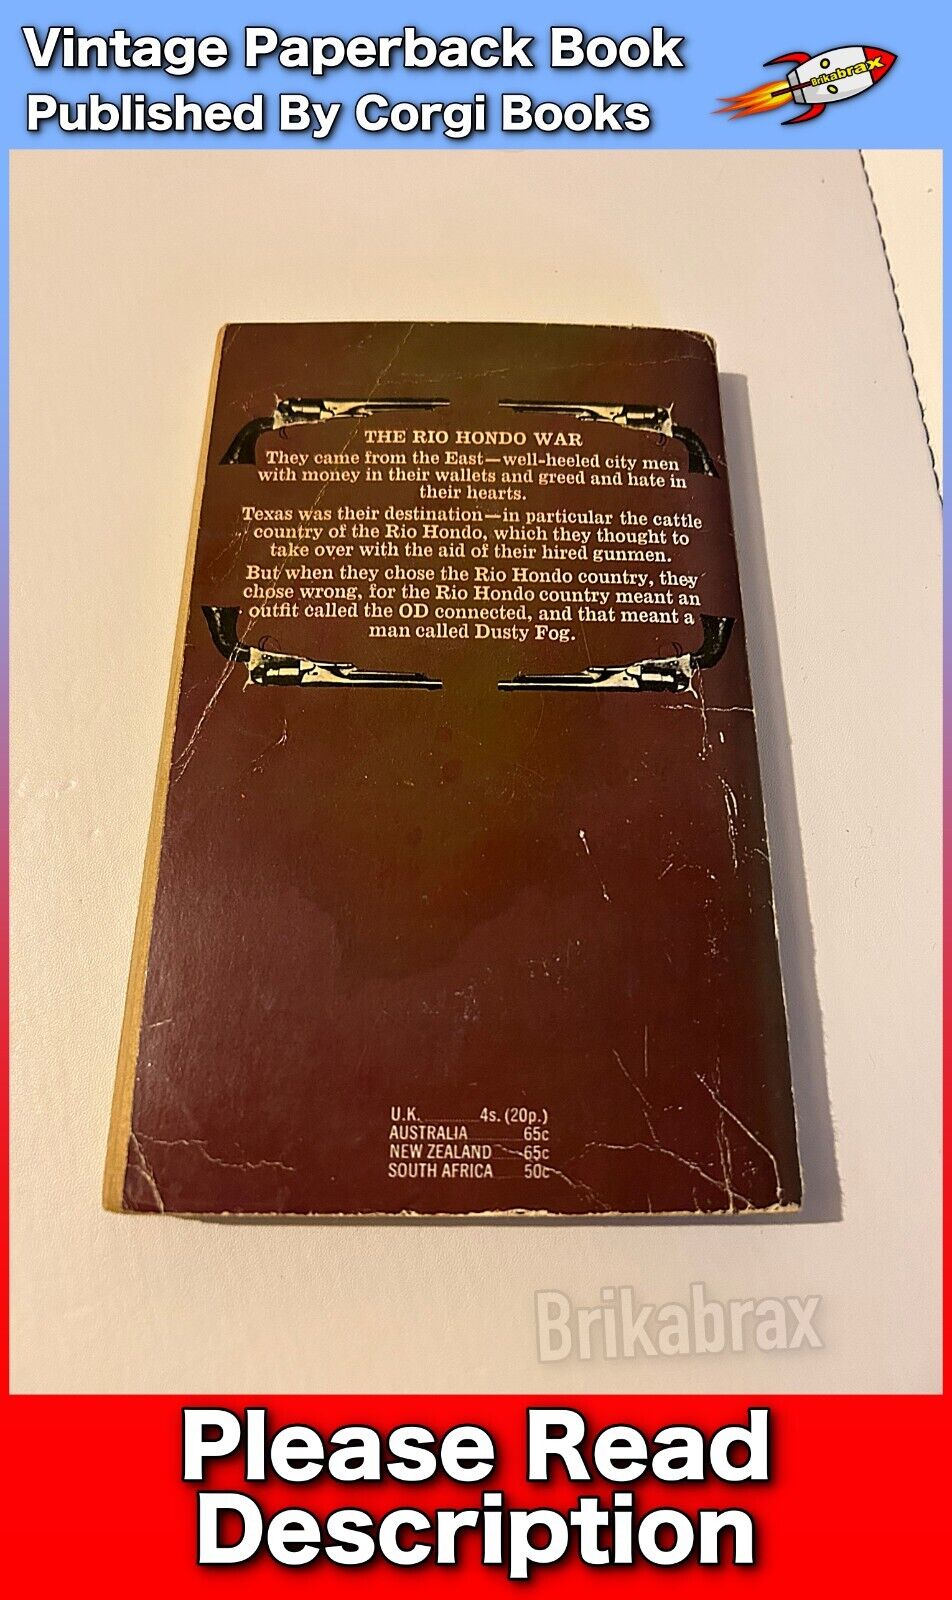 Vintage Paperback Book
Published By Corgi Books
Brikabrax
THE RIO HONDO WAR
They came from the East—well-heeled city men
with money in their wallets and greed and hate in
their hearts.
Texas was their destination—in particular the cattle
country of the Rio Hondo, which they thought to
take over with the aid of their hired gunmen.
But when they chose the Rio Hondo country, they
chose wrong, for the Rio Hondo country meant an
outfit called the OD connected, and that meant a
man called Dusty Fog.
U.K. 4s. (20p.)
AUSTRALIA 65c
NEW ZEALAND 65c
SOUTH AFRICA 50c
Brikabrax
Please Read
Description